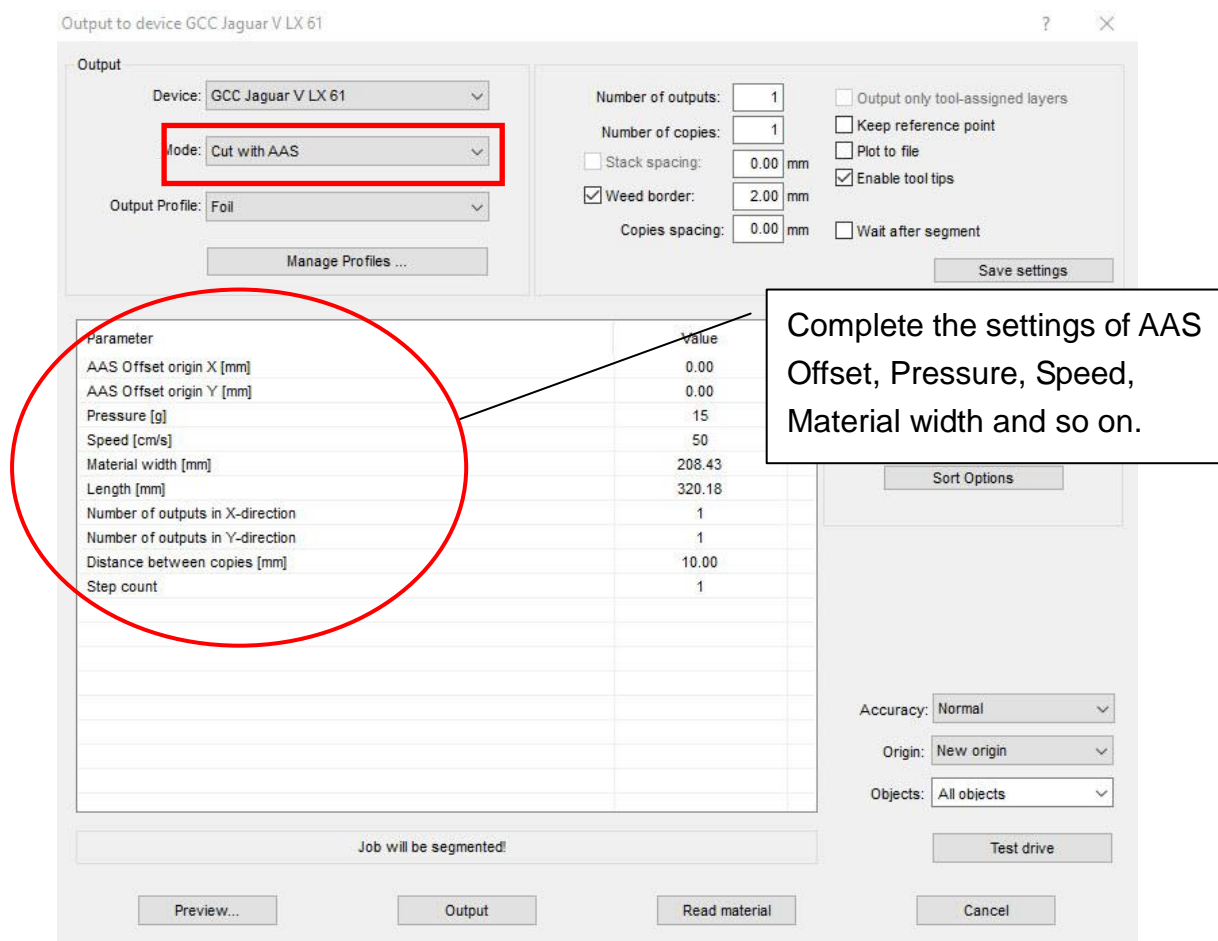 Output to device GCC Jaguar V LX 61 ?
Output
Device: GCC Jaguar V LX 61
Mode: Cut with AAS
Output Profile: Foil
Manage Profiles ...
Number of outputs: 1
Number of copies: 1
Stack spacing: 0.00 mm
Weed border: 2.00 mm
Copies spacing: 0.00 mm
Output only tool-assigned layers
Keep reference point
Plot to file
Enable tool tips
Wait after segment
Save settings
Parameter Value
AAS Offset origin X [mm] 0.00
AAS Offset origin Y [mm] 0.00
Pressure [g] 15
Speed [cm/s] 50
Material width [mm] 208.43
Length [mm] 320.18
Number of outputs in X-direction 1
Number of outputs in Y-direction 1
Distance between copies [mm] 10.00
Step count 1
Complete the settings of AAS
Offset, Pressure, Speed,
Material width and so on.
Sort Options
Accuracy: Normal
Origin: New origin
Objects: All objects
Job will be segmented!
Test drive
Preview...
Output
Read material
Cancel